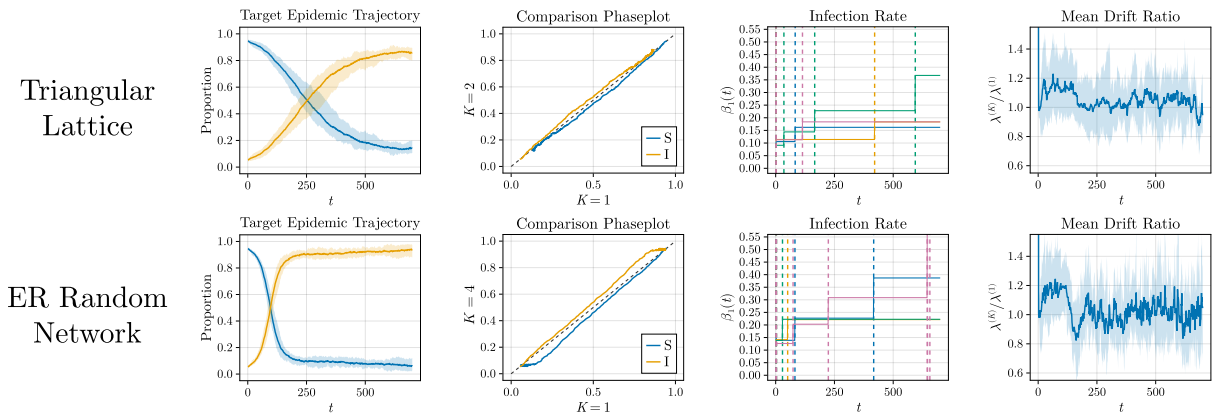 Triangular
Lattice
Target Epidemic Trajectory
Proportion
1.0
0.8
0.6
0.4
0.2
0.0
0
250
500
t
Comparison Phaseplot
K = 2
1.0
0.8
0.6
0.4
0.2
0.0
0.0
0.5
1.0
K = 1
S
I
Infection Rate
β₁(t)
0.55
0.50
0.45
0.40
0.35
0.30
0.25
0.20
0.15
0.10
0.05
0.00
0
250
500
t
Mean Drift Ratio
λ⁽ᴷ⁾/λ⁽¹⁾
1.4
1.2
1.0
0.8
0.6
0
250
500
t
ER Random
Network
Target Epidemic Trajectory
Proportion
1.0
0.8
0.6
0.4
0.2
0.0
0
250
500
t
Comparison Phaseplot
K = 4
1.0
0.8
0.6
0.4
0.2
0.0
0.0
0.5
1.0
K = 1
S
I
Infection Rate
β₁(t)
0.55
0.50
0.45
0.40
0.35
0.30
0.25
0.20
0.15
0.10
0.05
0.00
0
250
500
t
Mean Drift Ratio
λ⁽ᴷ⁾/λ⁽¹⁾
1.4
1.2
1.0
0.8
0.6
0
250
500
t